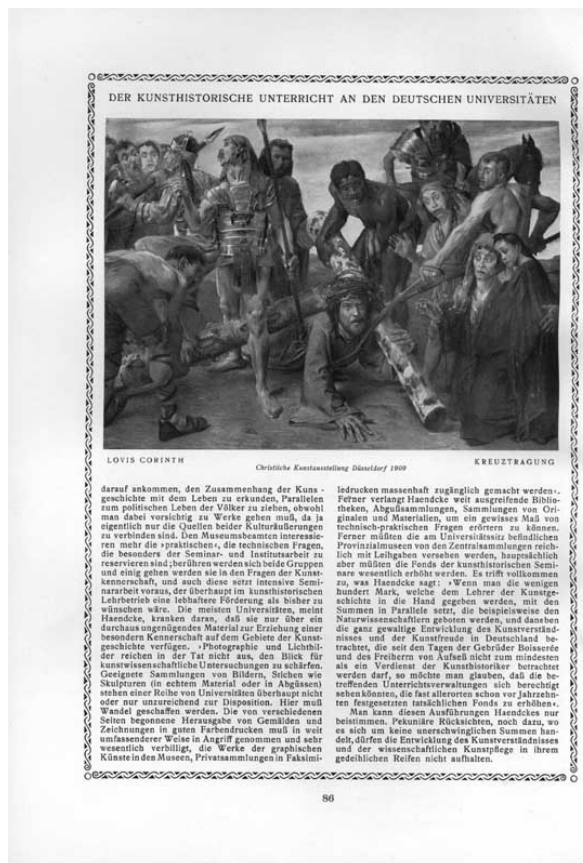 DER KUNSTHISTORISCHE UNTERRICHT AN DEN DEUTSCHEN UNIVERSITÄTEN
LOVIS CORINTH
Christliche Kunstausstellung Düsseldorf 1909
KREUZTRAGUNG
darauf ankommen, den Zusammenhang der Kuns-
geschichte mit dem Leben zu erkunden, Parallelen
zum politischen Leben der Völker zu ziehen, obwohl
man dabei vorsichtig zu Werke gehen muß, da ja
eigentlich nur die Quellen beider Kulturäußerungen
zu verbinden sind. Den Museumsbeamten interessie-
ren mehr die »praktischen«, die technischen Fragen,
die besonders der Seminar- und Institutsarbeit zu
reservieren sind; berühren werden sich beide Gruppen
und einig gehen werden sie in den Fragen der Kunst-
kennerschaft, und auch diese setzt intensive Semi-
nararbeit voraus, der überhaupt im kunsthistorischen
Lehrbetrieb eine lebhaftere Förderung als bisher zu
wünschen wäre. Die meisten Universitäten, meint
Haendcke, kranken daran, daß sie nur über ein
durchaus ungenügendes Material zur Erziehung einer
besondern Kennerschaft auf dem Gebiete der Kunst-
geschichte verfügen. »Photographie und Lichtbil-
der reichen in der Tat nicht aus, den Blick für
kunstwissenschaftliche Untersuchungen zu schärfen.
Geeignete Sammlungen von Bildern, Stichen wie
Skulpturen (in echtem Material oder in Abgüssen)
stehen einer Reihe von Universitäten überhaupt nicht
oder nur unzureichend zur Disposition. Hier muß
Wandel geschaffen werden. Die von verschiedenen
Seiten begonnene Herausgabe von Gemälden und
Zeichnungen in guten Farbendrucken muß in weit
umfassenderer Weise in Angriff genommen und sehr
wesentlich verbilligt, die Werke der graphischen
Künste in den Museen, Privatsammlungen in Faksimi-
ledrucken massenhaft zugänglich gemacht werden«.
Ferner verlangt Haendcke weit ausgreifende Biblio-
theken, Abgußsammlungen, Sammlungen von Ori-
ginalen und Materialien, um ein gewisses Maß von
technisch-praktischen Fragen erörtern zu können.
Ferner müßten die am Universitätssitz befindlichen
Provinzialmuseen von den Zentralsammlungen reich-
lich mit Leihgaben versehen werden, hauptsächlich
aber müßten die Fonds der kunsthistorischen Semi-
nare wesentlich erhöht werden. Es trifft vollkommen
zu, was Haendcke sagt: »Wenn man die wenigen
hundert Mark, welche dem Lehrer der Kunstge-
schichte in die Hand gegeben werden, mit den
Summen in Parallele setzt, die beispielsweise den
Naturwissenschaftlern geboten werden, und daneben
die ganz gewaltige Entwicklung des Kunstverständ-
nisses und der Kunstfreude in Deutschland be-
trachtet, die seit den Tagen der Gebrüder Boisserée
und des Freiherrn von Aufseß nicht zum mindesten
als ein Verdienst der Kunsthistoriker betrachtet
werden darf, so möchte man glauben, daß die be-
treffenden Unterrichtsverwaltungen sich berechtigt
sehen könnten, die fast allerorten schon vor Jahrzehn-
ten festgesetzten tatsächlichen Fonds zu erhöhen«.
Man kann diesen Ausführungen Haendckes nur
beistimmen. Pekuniäre Rücksichten, noch dazu, wo
es sich um keine unerschwinglichen Summen han-
delt, dürfen die Entwicklung des Kunstverständnisses
und der wissenschaftlichen Kunstpflege in ihrem
gedeihlichen Reifen nicht aufhalten.
86